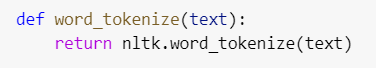 def word_tokenize(text):
    return nltk.word_tokenize(text)